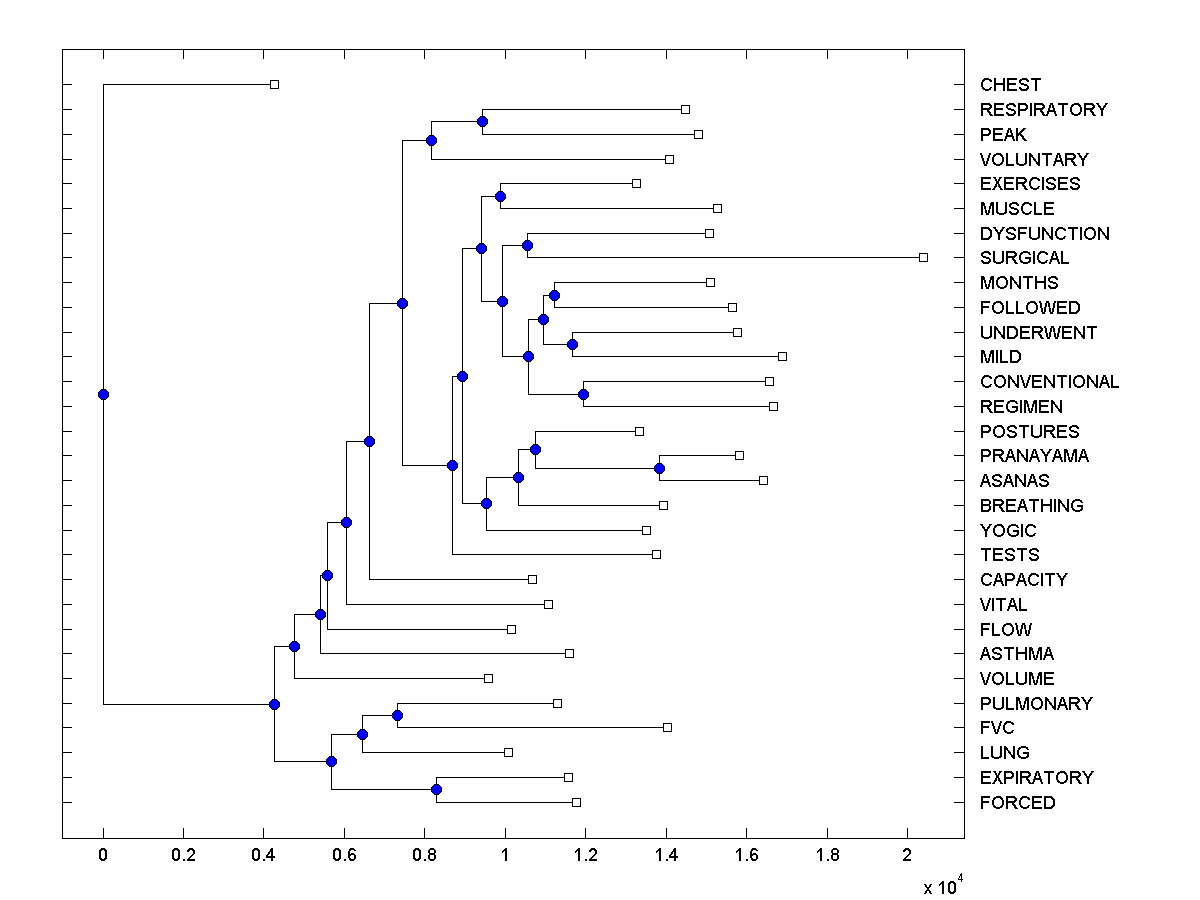 CHEST
RESPIRATORY
PEAK
VOLUNTARY
EXERCISES
MUSCLE
DYSFUNCTION
SURGICAL
MONTHS
FOLLOWED
UNDERWENT
MILD
CONVENTIONAL
REGIMEN
POSTURES
PRANAYAMA
ASANAS
BREATHING
YOGIC
TESTS
CAPACITY
VITAL
FLOW
ASTHMA
VOLUME
PULMONARY
FVC
LUNG
EXPIRATORY
FORCED
0 0.2 0.4 0.6 0.8 1 1.2 1.4 1.6 1.8 2
x 10^4